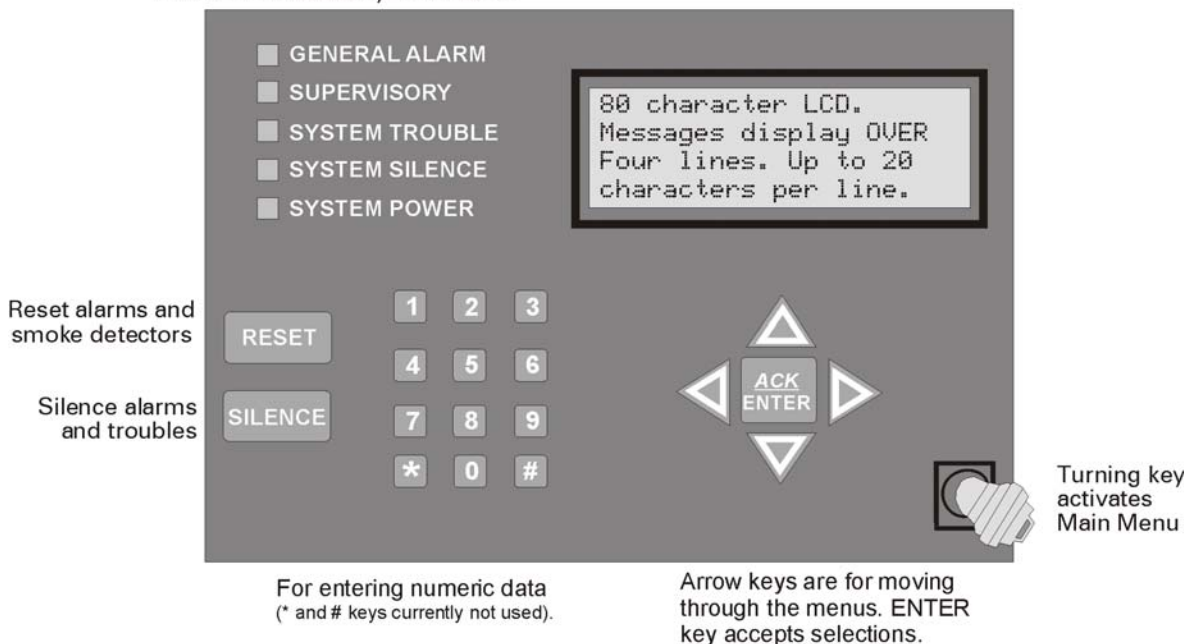 GENERAL ALARM
SUPERVISORY
SYSTEM TROUBLE
SYSTEM SILENCE
SYSTEM POWER
80 character LCD.
Messages display OVER
Four lines. Up to 20
characters per line.
Reset alarms and
smoke detectors
RESET
Silence alarms
and troubles
SILENCE
1 2 3
4 5 6
7 8 9
* 0 #
ACK
ENTER
Turning key
activates
Main Menu
For entering numeric data
(* and # keys currently not used).
Arrow keys are for moving
through the menus. ENTER
key accepts selections.